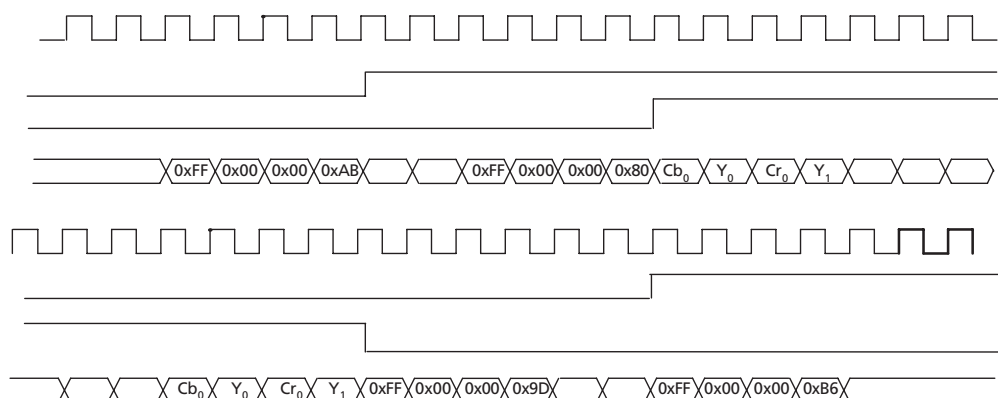 0xFF 0x00 0x00 0xAB 0xFF 0x00 0x00 0x80 Cb₀ Y₀ Cr₀ Y₁
Cb₀ Y₀ Cr₀ Y₁ 0xFF 0x00 0x00 0x9D 0xFF 0x00 0x00 0xB6